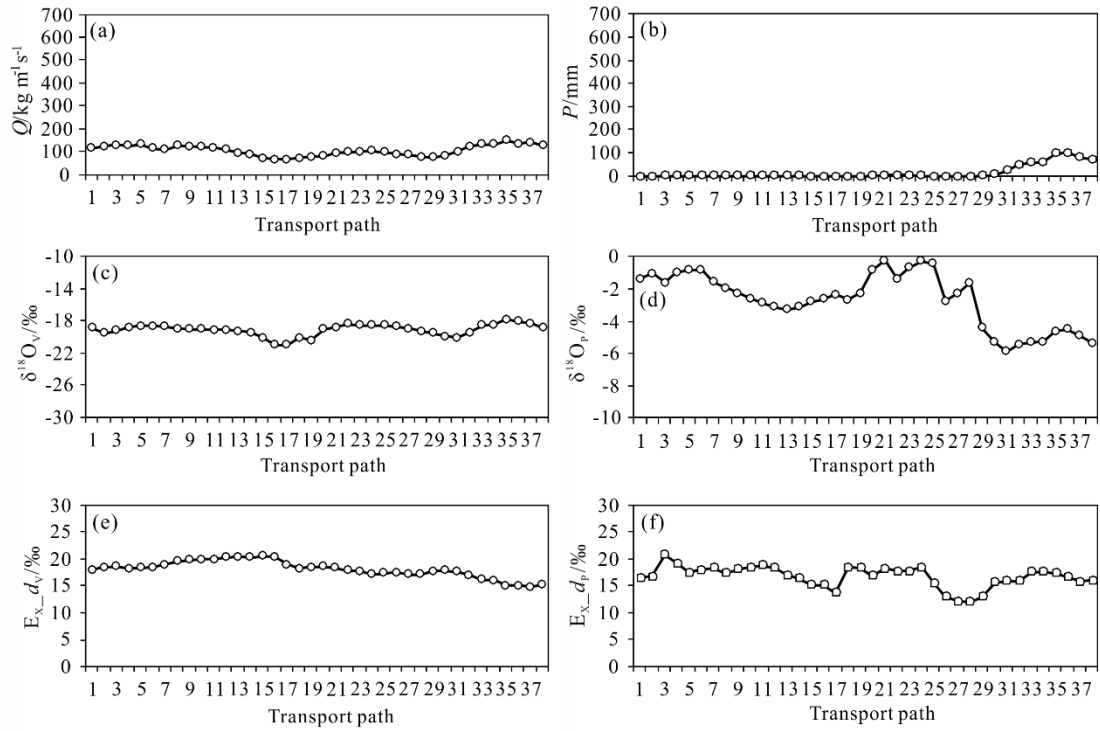 (a)
700
600
500
400
300
200
100
0
Q/kg m⁻¹s⁻¹
1 3 5 7 9 11 13 15 17 19 21 23 25 27 29 31 33 35 37
Transport path
(b)
700
600
500
400
300
200
100
0
P/mm
1 3 5 7 9 11 13 15 17 19 21 23 25 27 29 31 33 35 37
Transport path
(c)
-10
-14
-18
-22
-26
-30
δ¹⁸Oᵥ/‰
1 3 5 7 9 11 13 15 17 19 21 23 25 27 29 31 33 35 37
Transport path
(d)
0
-2
-4
-6
-8
-10
δ¹⁸Oₚ/‰
1 3 5 7 9 11 13 15 17 19 21 23 25 27 29 31 33 35 37
Transport path
(e)
30
25
20
15
10
5
0
Eₓ_dᵥ/‰
1 3 5 7 9 11 13 15 17 19 21 23 25 27 29 31 33 35 37
Transport path
(f)
30
25
20
15
10
5
0
Eₓ_dₚ/‰
1 3 5 7 9 11 13 15 17 19 21 23 25 27 29 31 33 35 37
Transport path